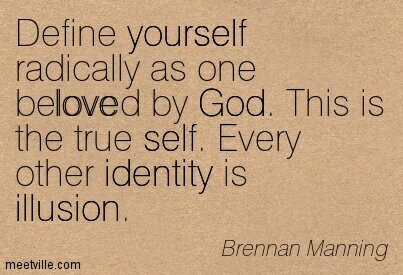 Define yourself
radically as one
beloved by God. This is
the true self. Every
other identity is
illusion.
Brennan Manning
meetville.com